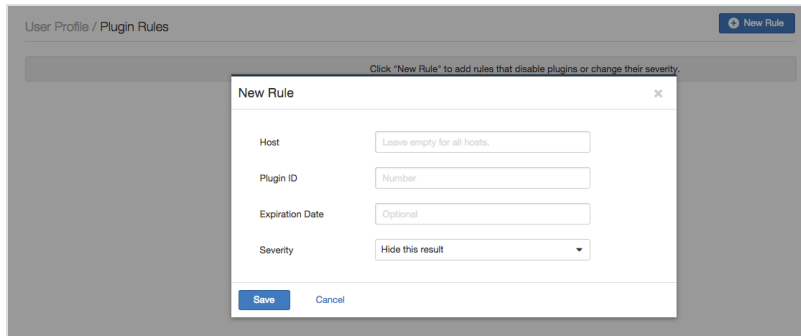 User Profile / Plugin Rules
New Rule
Click "New Rule" to add rules that disable plugins or change their severity.
New Rule
Host
Leave empty for all hosts.
Plugin ID
Number
Expiration Date
Optional
Severity
Hide this result
Save
Cancel